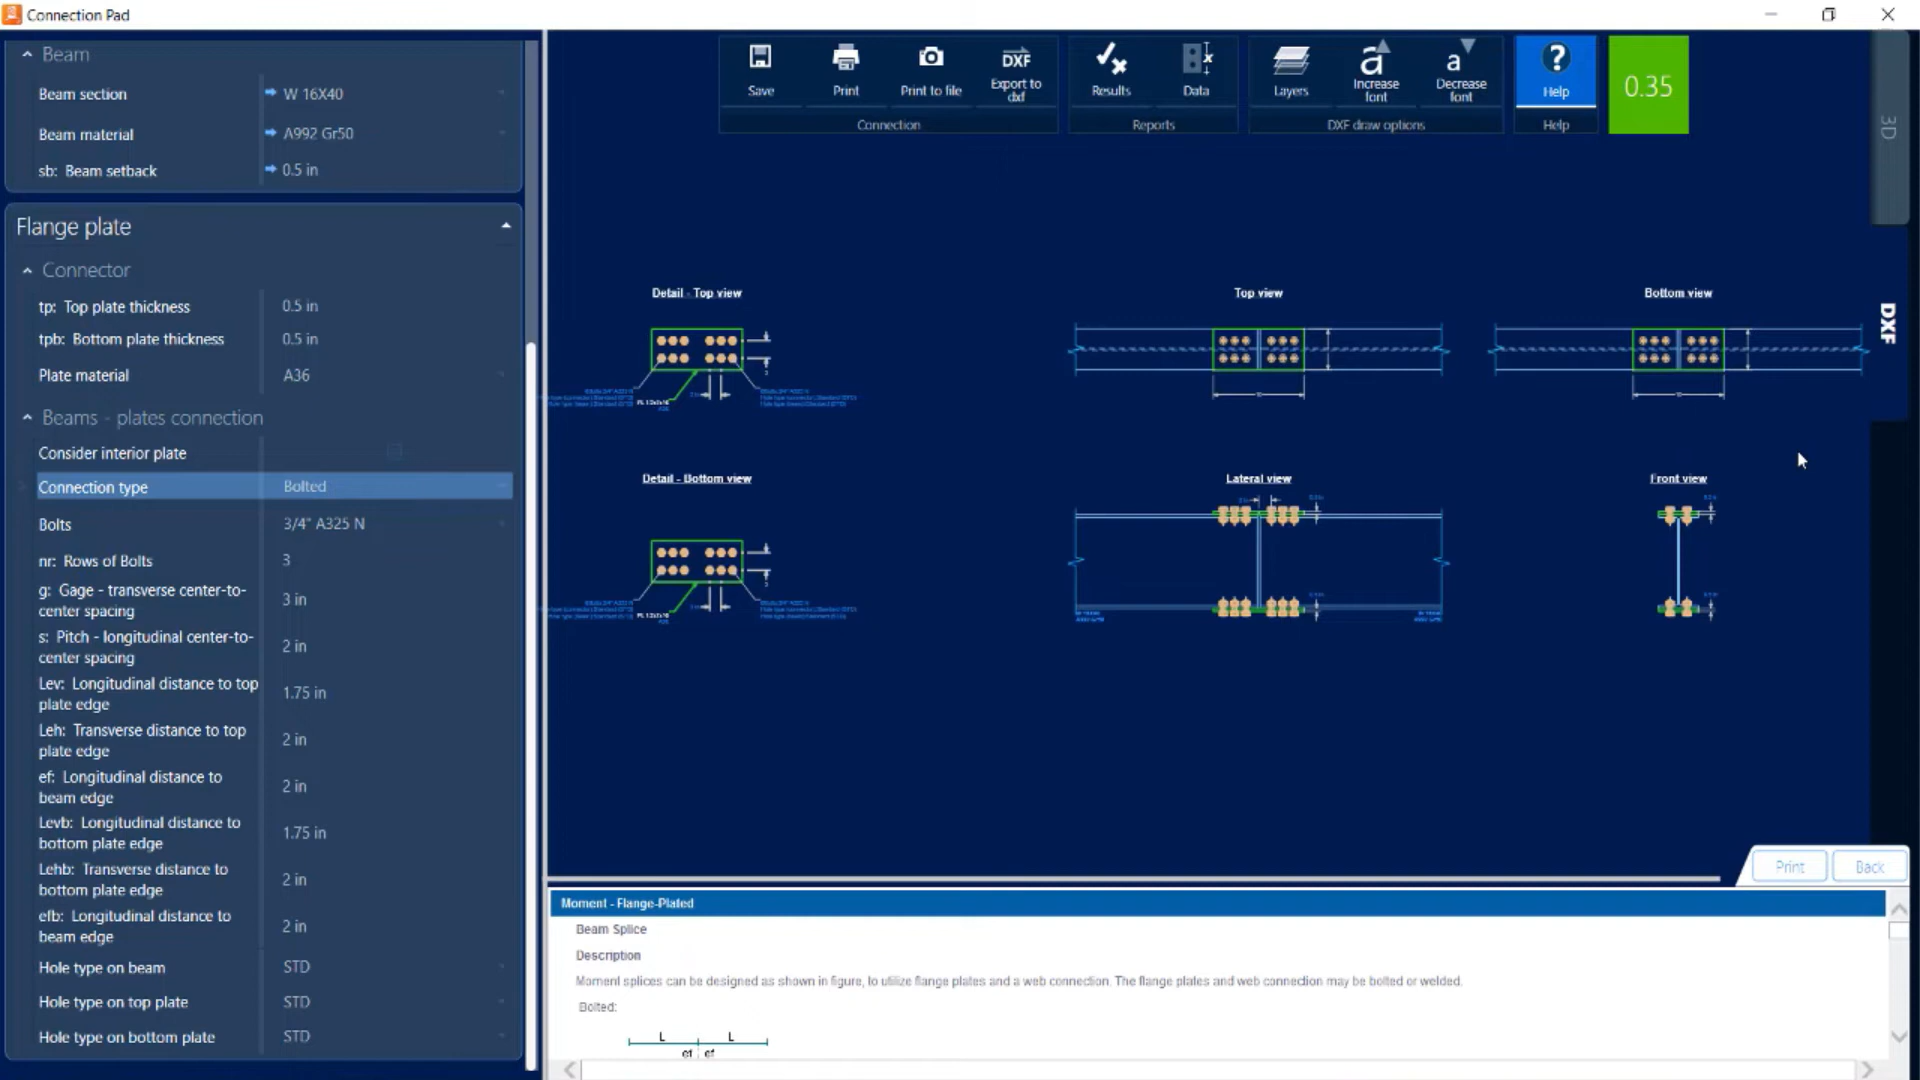 Connection Pad
Beam
Beam section
W 16X40
Beam material
A992 Gr50
sb: Beam setback
0.5 in
Flange plate
Connector
tp: Top plate thickness
0.5 in
tpb: Bottom plate thickness
0.5 in
Plate material
A36
Beams - plates connection
Consider interior plate
Connection type
Bolted
Bolts
3/4" A325 N
nr: Rows of Bolts
3
g: Gage - transverse center-to-
center spacing
3 in
s: Pitch - longitudinal center-to-
center spacing
2 in
Lev: Longitudinal distance to top
plate edge
1.75 in
Leh: Transverse distance to top
plate edge
2 in
ef: Longitudinal distance to
beam edge
2 in
Levb: Longitudinal distance to
bottom plate edge
1.75 in
Lehb: Transverse distance to
bottom plate edge
2 in
efb: Longitudinal distance to
beam edge
2 in
Hole type on beam
STD
Hole type on top plate
STD
Hole type on bottom plate
STD
Save
Print
Print to file
DXF
Export to
dxf
Connection
Results
Data
Reports
Layers
a
Increase
font
a
Decrease
font
DXF draw options
?
Help
Help
0.35
3D
DXF
Detail - Top view
Top view
Bottom view
Detail - Bottom view
Lateral view
Front view
Print
Back
Moment - Flange-Plated
Beam Splice
Description
Moment splices can be designed as shown in figure, to utilize flange plates and a web connection. The flange plates and web connection may be bolted or welded.
Bolted:
L L
ef ef